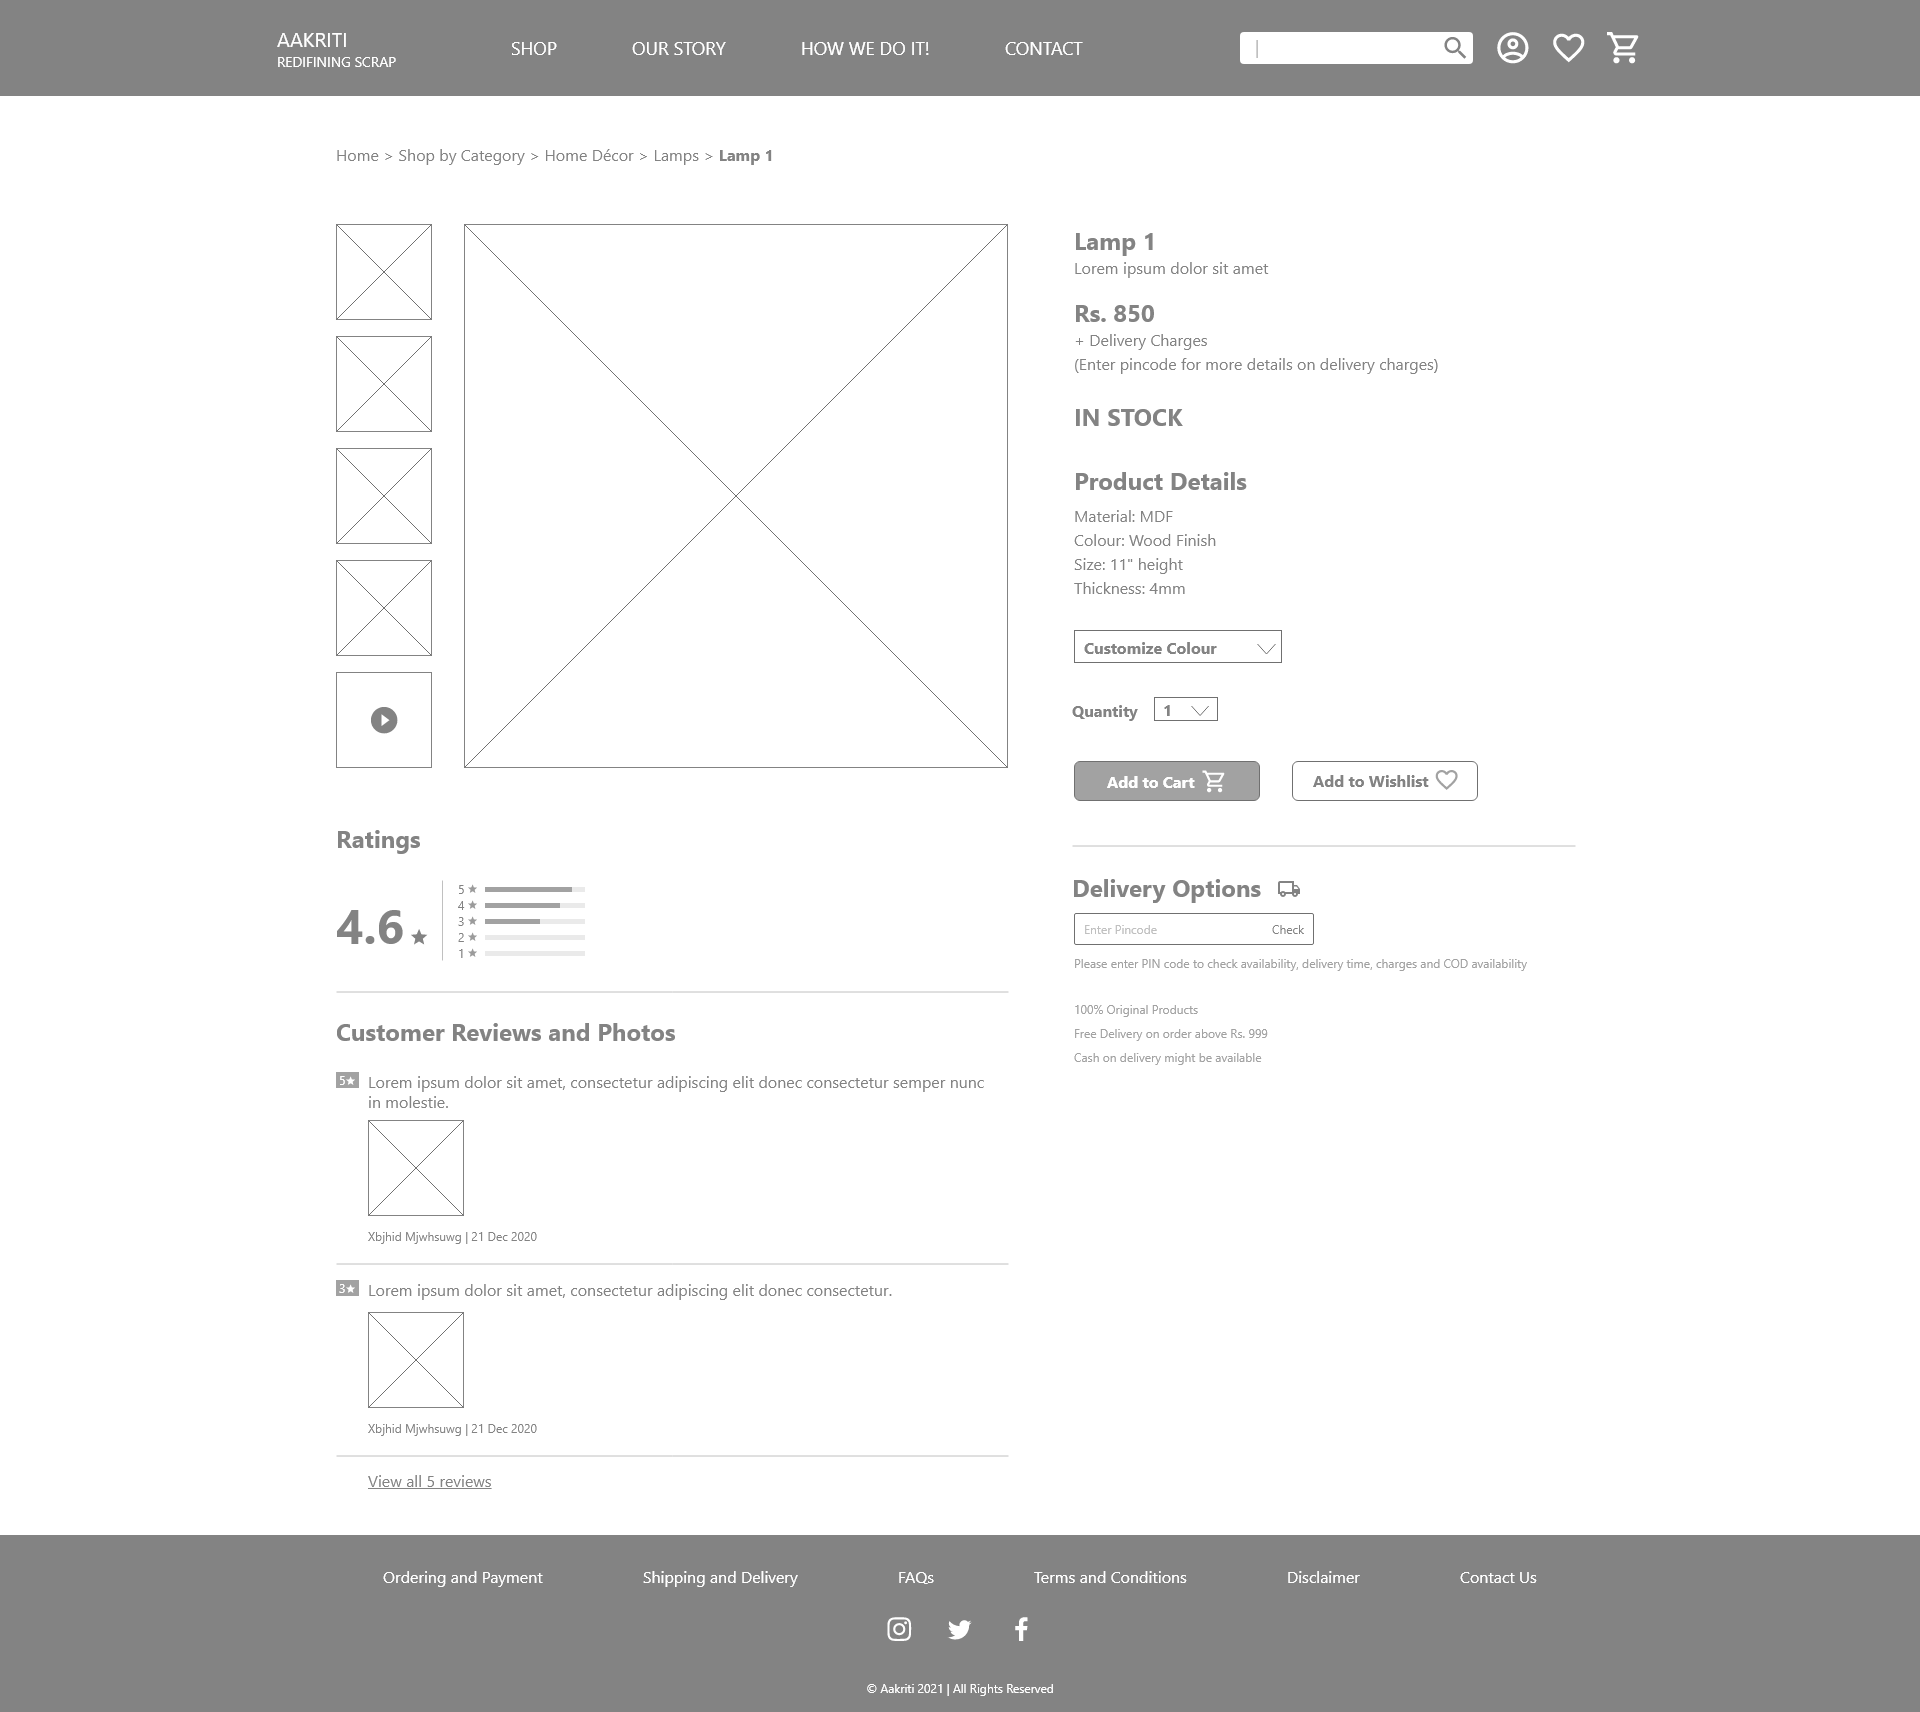 AAKRITI
REDIFINING SCRAP
SHOP
OUR STORY
HOW WE DO IT!
CONTACT
Home > Shop by Category > Home Décor > Lamps > Lamp 1
Lamp 1
Lorem ipsum dolor sit amet
Rs. 850
+ Delivery Charges
(Enter pincode for more details on delivery charges)
IN STOCK
Product Details
Material: MDF
Colour: Wood Finish
Size: 11" height
Thickness: 4mm
Customize Colour
Quantity 1
Add to Cart
Add to Wishlist
Ratings
4.6
5
4
3
2
1
Delivery Options
Enter Pincode Check
Please enter PIN code to check availability, delivery time, charges and COD availability
100% Original Products
Free Delivery on order above Rs. 999
Cash on delivery might be available
Customer Reviews and Photos
5
Lorem ipsum dolor sit amet, consectetur adipiscing elit donec consectetur semper nunc
in molestie.
Xbjhid Mjwhsuwg | 21 Dec 2020
3
Lorem ipsum dolor sit amet, consectetur adipiscing elit donec consectetur.
Xbjhid Mjwhsuwg | 21 Dec 2020
View all 5 reviews
Ordering and Payment
Shipping and Delivery
FAQs
Terms and Conditions
Disclaimer
Contact Us
© Aakriti 2021 | All Rights Reserved